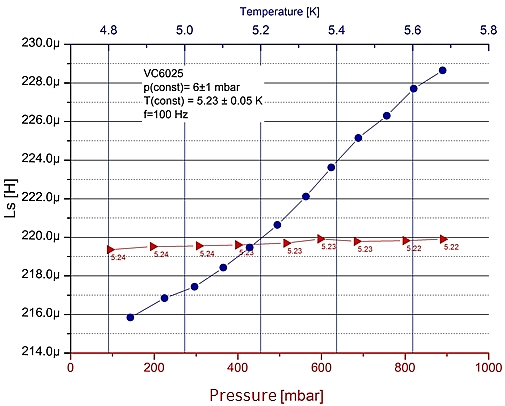 Temperature [K]
4.8 5.0 5.2 5.4 5.6 5.8
230.0μ
228.0μ
226.0μ
224.0μ
222.0μ
220.0μ
218.0μ
216.0μ
214.0μ
Ls [H]
VC6025
p(const)= 6±1 mbar
T(const) = 5.23 ± 0.05 K
f=100 Hz
5.24 5.24 5.24 5.23 5.23 5.23 5.23 5.22 5.22
0 200 400 600 800 1000
Pressure [mbar]